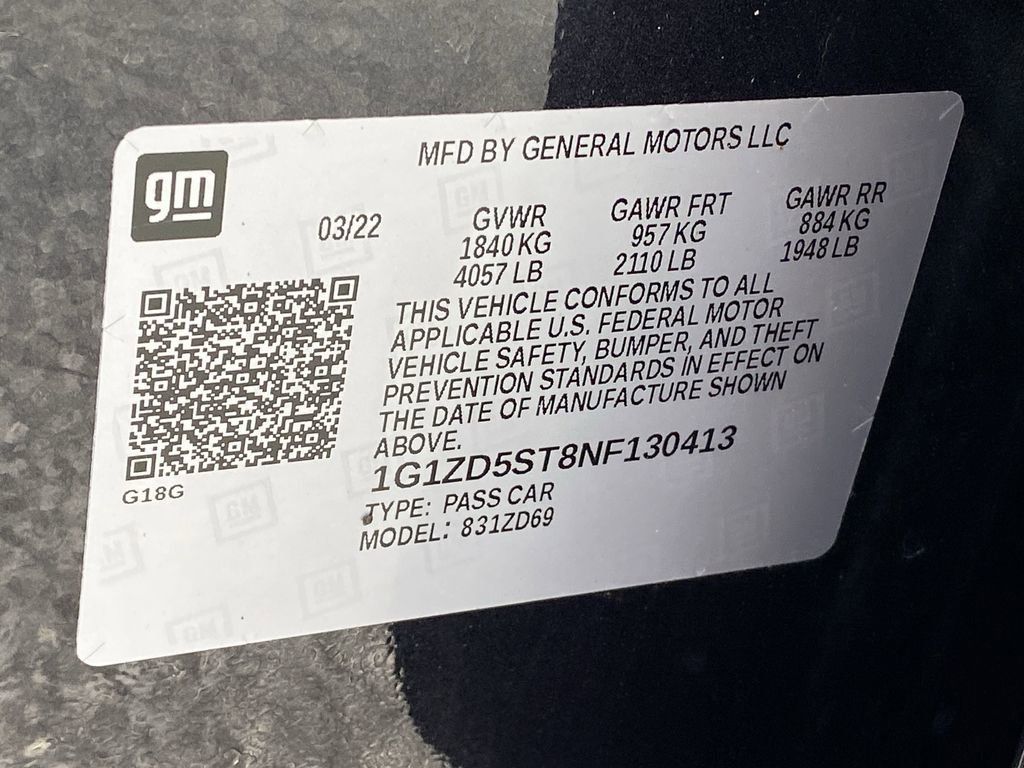 MFD BY GENERAL MOTORS LLC
gm
03/22
GVWR GAWR FRT GAWR RR
1840 KG 957 KG 884 KG
4057 LB 2110 LB 1948 LB
THIS VEHICLE CONFORMS TO ALL
APPLICABLE U.S. FEDERAL MOTOR
VEHICLE SAFETY, BUMPER, AND THEFT
PREVENTION STANDARDS IN EFFECT ON
THE DATE OF MANUFACTURE SHOWN
ABOVE.
1G1ZD5ST8NF130413
G18G
TYPE: PASS CAR
MODEL: 831ZD69